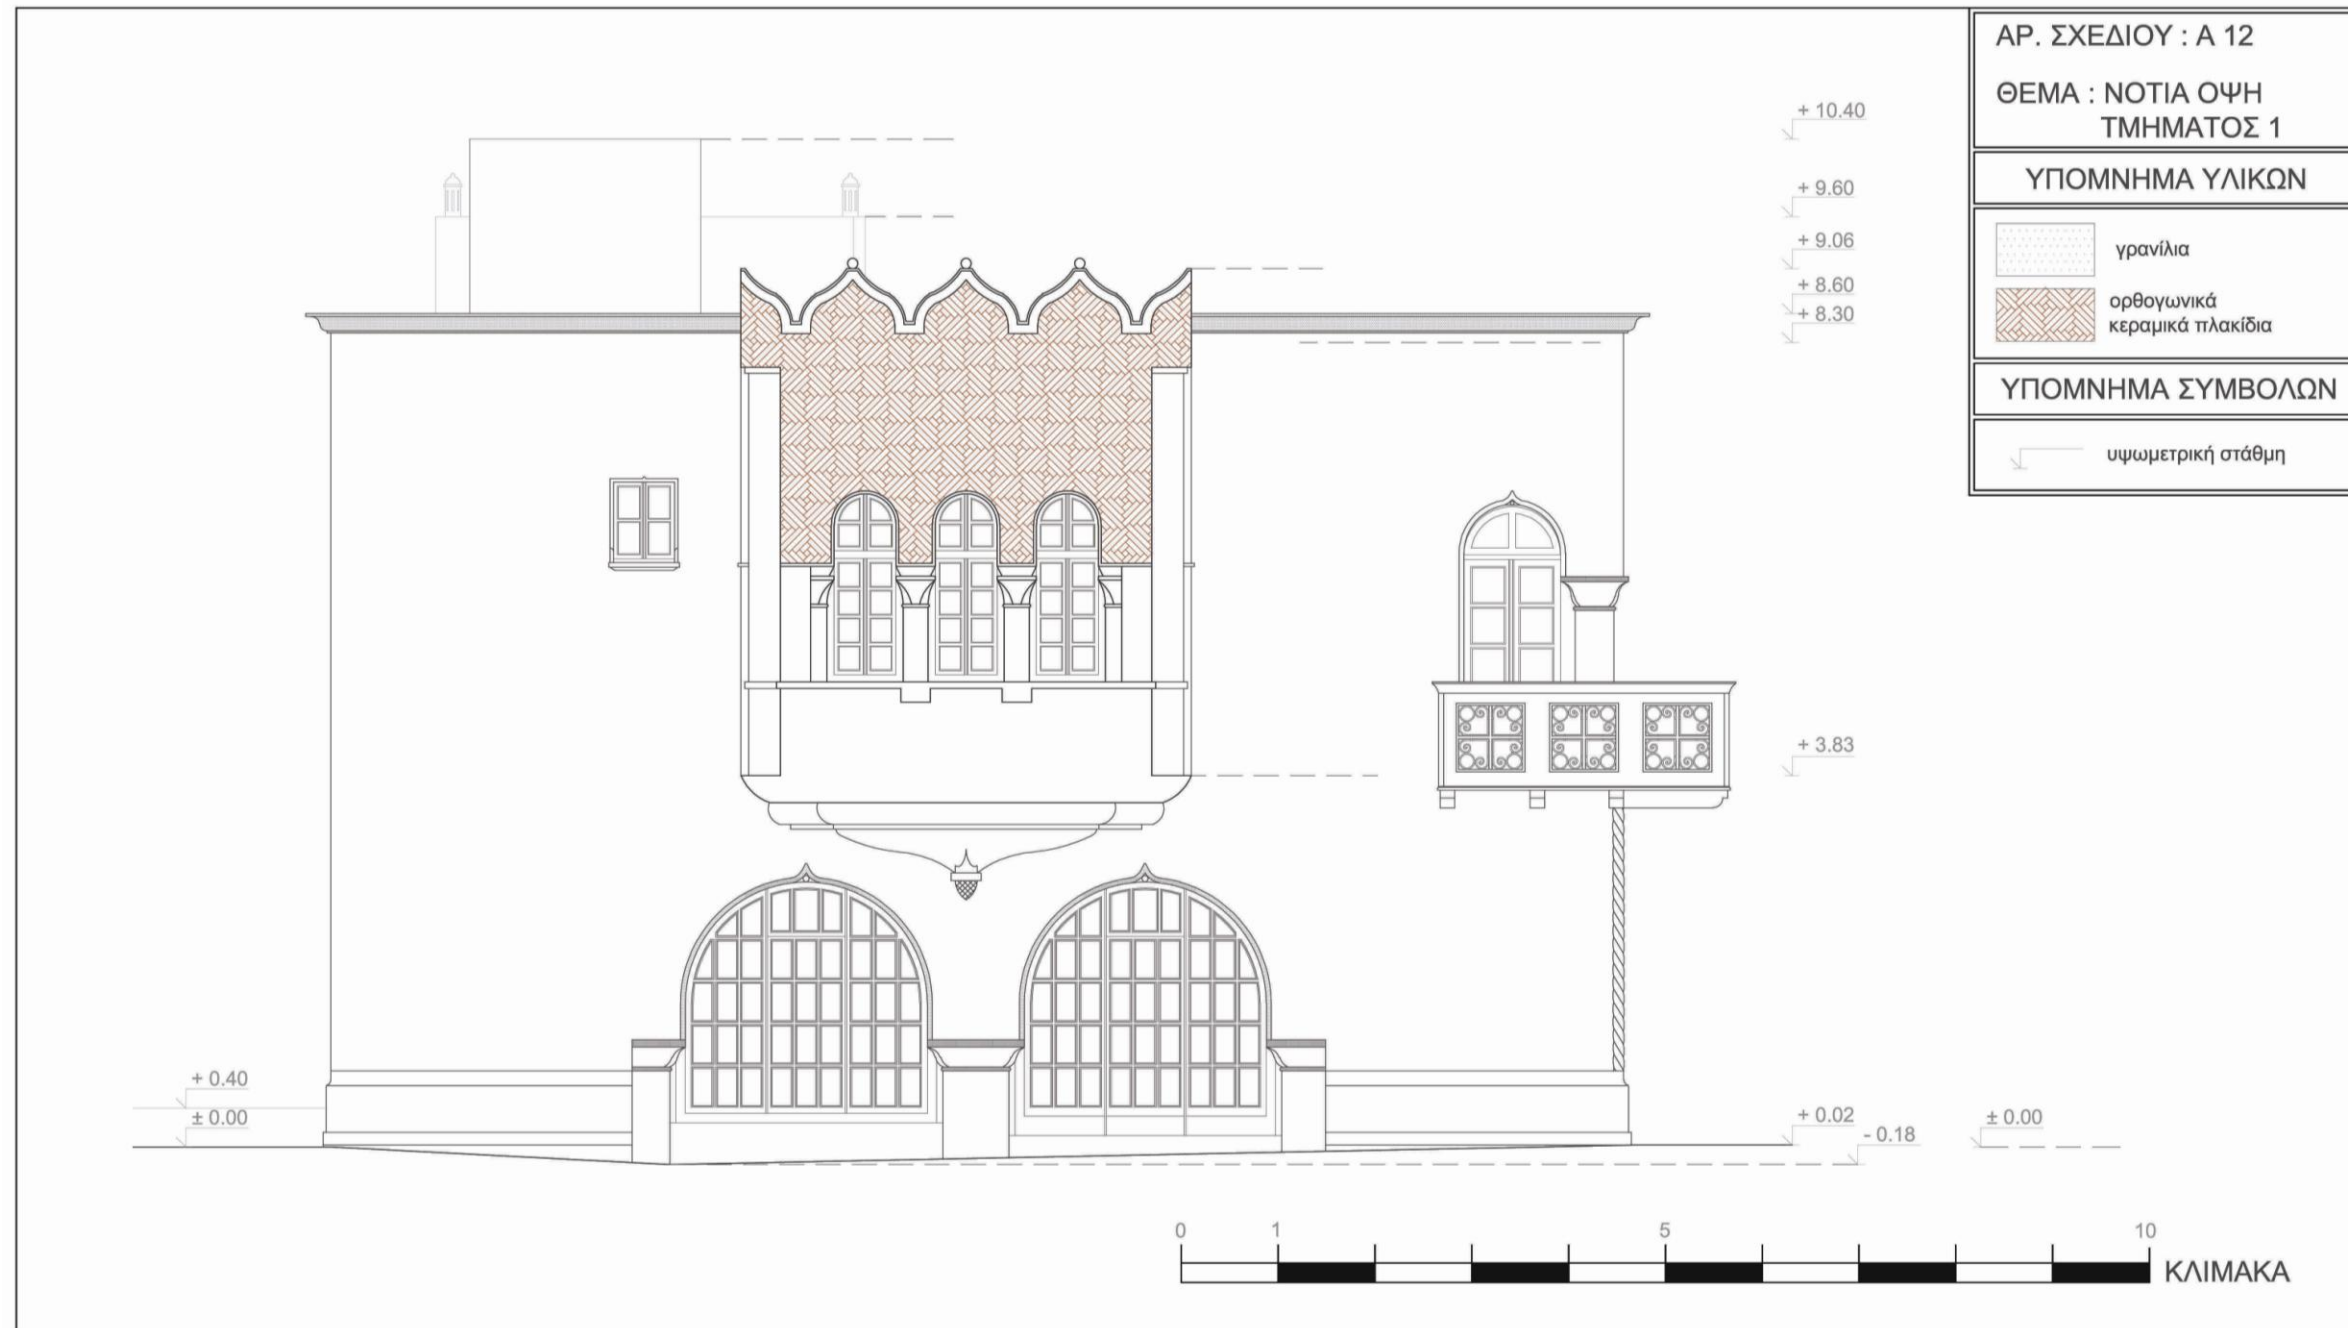 ΑΡ. ΣΧΕΔΙΟΥ : Α 12
ΘΕΜΑ : ΝΟΤΙΑ ΟΨΗ
ΤΜΗΜΑΤΟΣ 1
ΥΠΟΜΝΗΜΑ ΥΛΙΚΩΝ
γρανίλια
ορθογωνικά
κεραμικά πλακίδια
ΥΠΟΜΝΗΜΑ ΣΥΜΒΟΛΩΝ
υψωμετρική στάθμη
+ 10.40
+ 9.60
+ 9.06
+ 8.60
+ 8.30
+ 3.83
+ 0.40
± 0.00
+ 0.02
- 0.18
± 0.00
0 1 5 10
ΚΛΙΜΑΚΑ